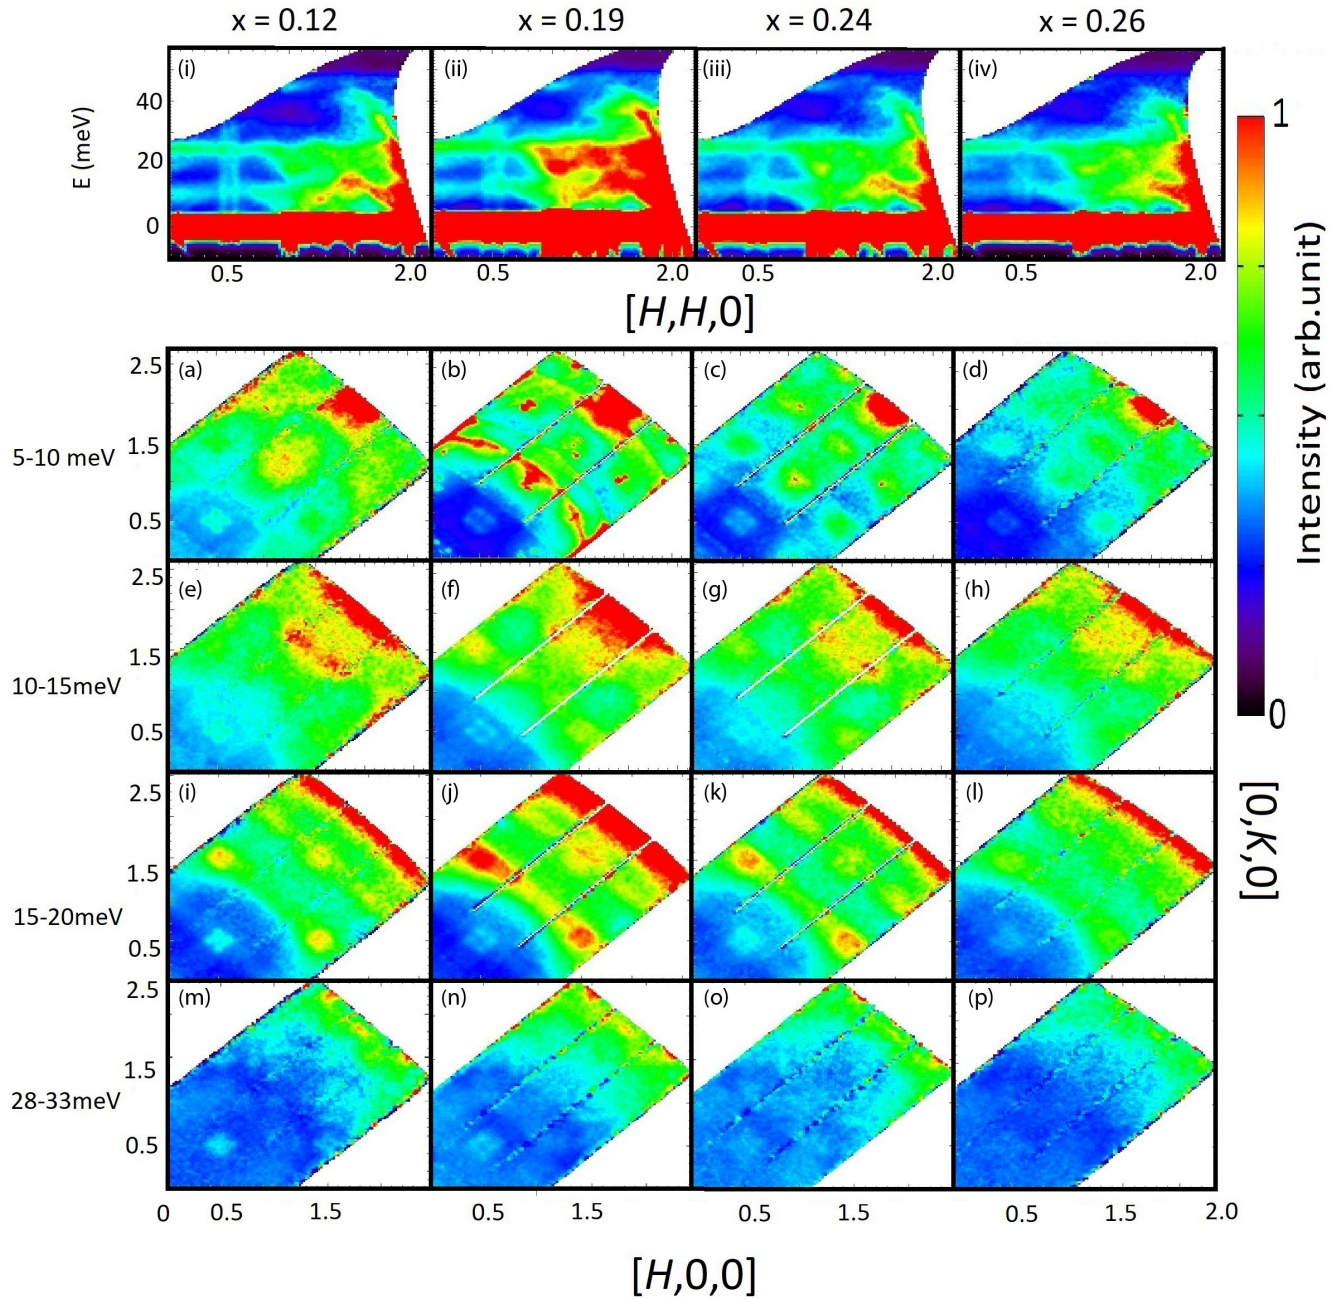 x = 0.12 x = 0.19 x = 0.24 x = 0.26
(i) (ii) (iii) (iv)
E (meV)
40
20
0
0.5 2.0 0.5 2.0 0.5 2.0 0.5 2.0
[H,H,0]
1
0
Intensity (arb.unit)
5-10 meV
2.5
1.5
0.5
(a) (b) (c) (d)
10-15meV
2.5
1.5
0.5
(e) (f) (g) (h)
15-20meV
2.5
1.5
0.5
(i) (j) (k) (l)
28-33meV
2.5
1.5
0.5
(m) (n) (o) (p)
[0,K,0]
0 0.5 1.5 0.5 1.5 0.5 1.5 0.5 1.5 2.0
[H,0,0]